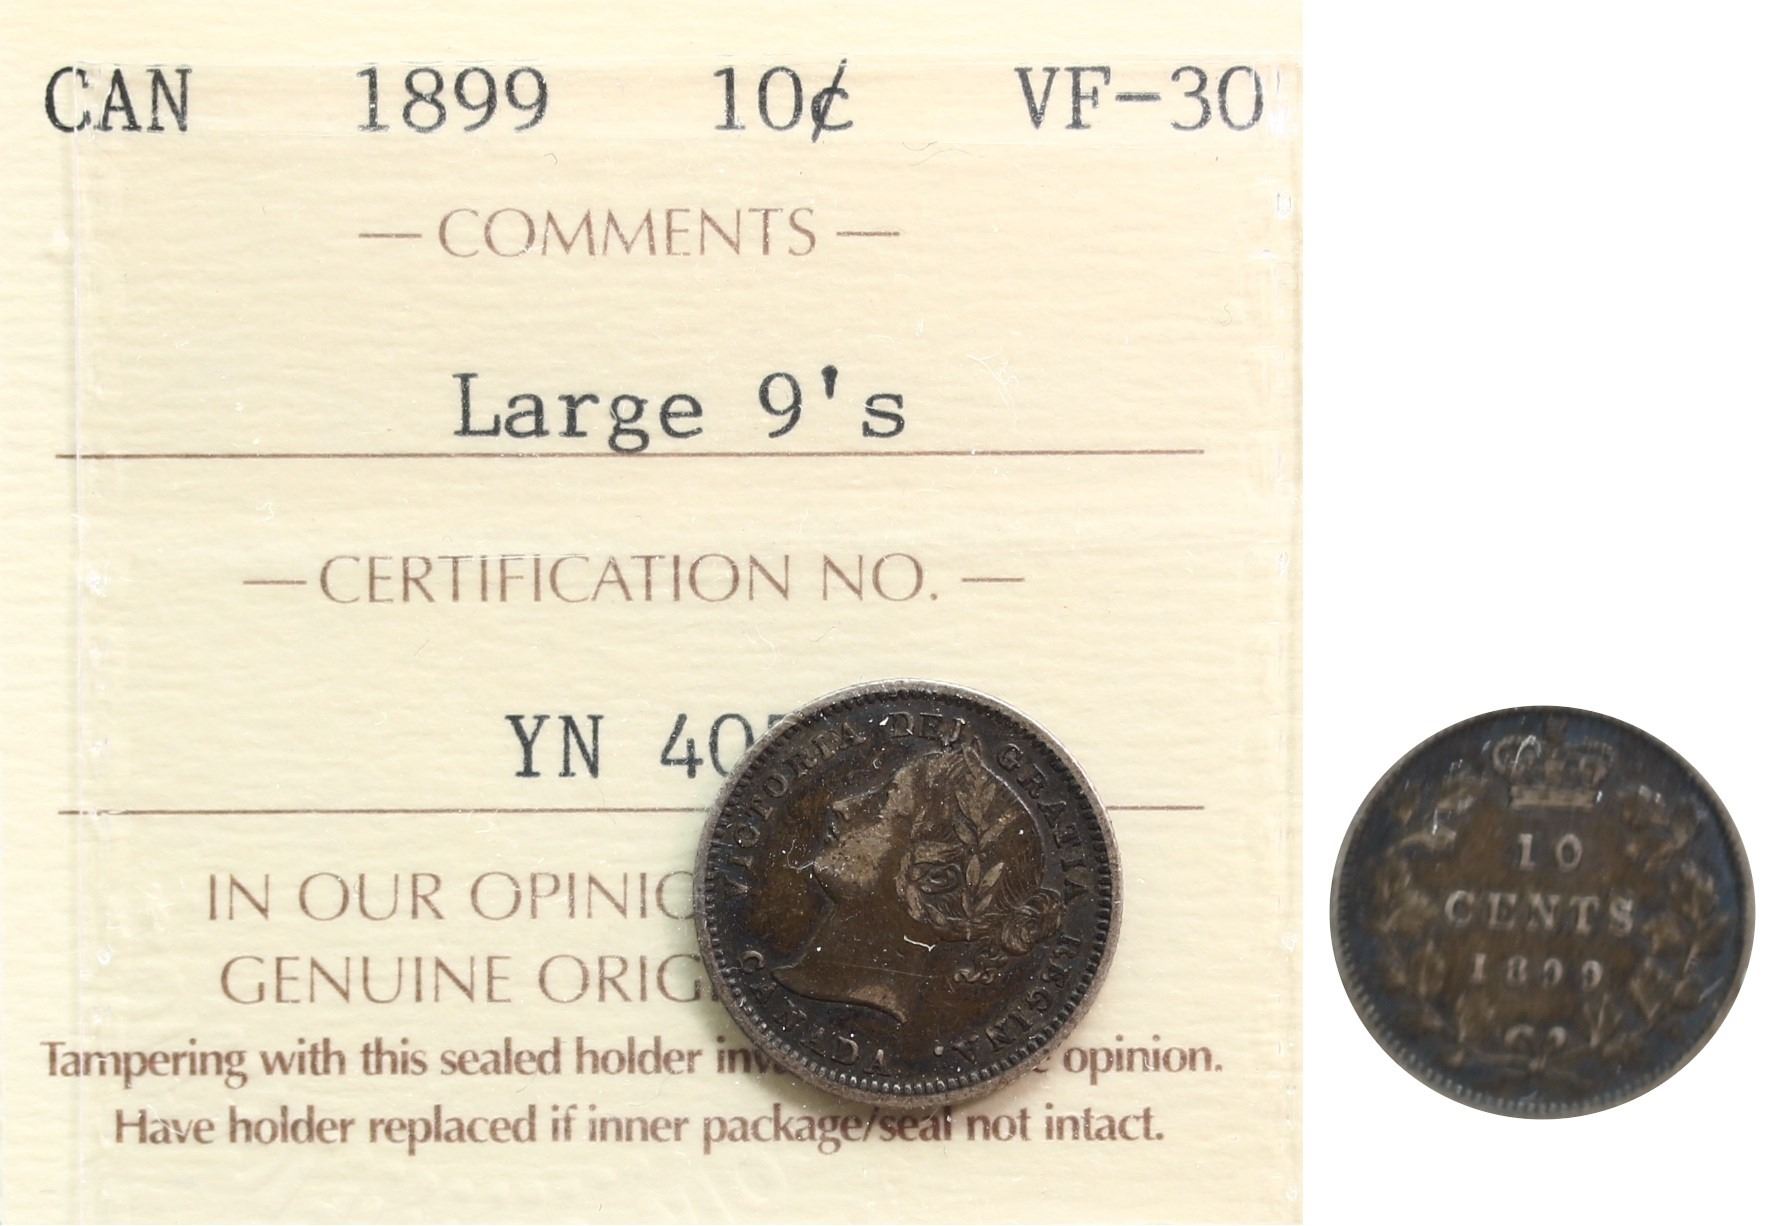 CAN 1899 10¢ VF-30
— COMMENTS —
Large 9's
— CERTIFICATION NO. —
YN 40
IN OUR OPINIO
GENUINE ORIG
Tampering with this sealed holder inv opinion.
Have holder replaced if inner package/seal not intact.
VICTORIA DEI GRATIA REGINA.
CANADA
10
CENTS
1899